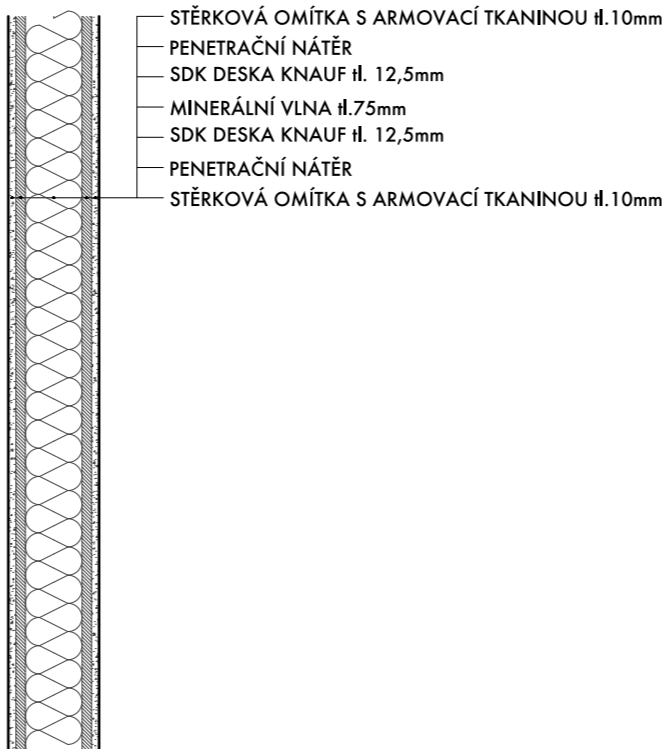 STĚRKOVÁ OMÍTKA S ARMOVACÍ TKANINOU tl.10mm
PENETRAČNÍ NÁTĚR
SDK DESKA KNAUF tl. 12,5mm
MINERÁLNÍ VLNA tl.75mm
SDK DESKA KNAUF tl. 12,5mm
PENETRAČNÍ NÁTĚR
STĚRKOVÁ OMÍTKA S ARMOVACÍ TKANINOU tl.10mm